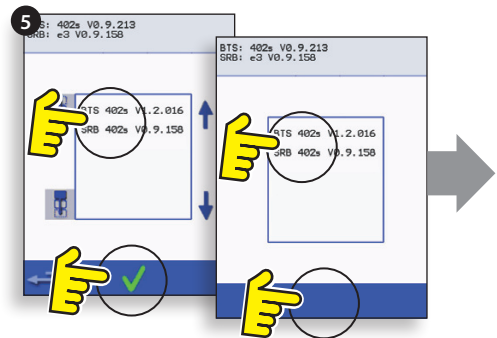 5
BTS: 402s V0.9.213
SRB: e3 V0.9.158
BTS 402s V1.2.016
SRB 402s V0.9.158
BTS: 402s V0.9.213
SRB: e3 V0.9.158
BTS 402s V1.2.016
SRB 402s V0.9.158